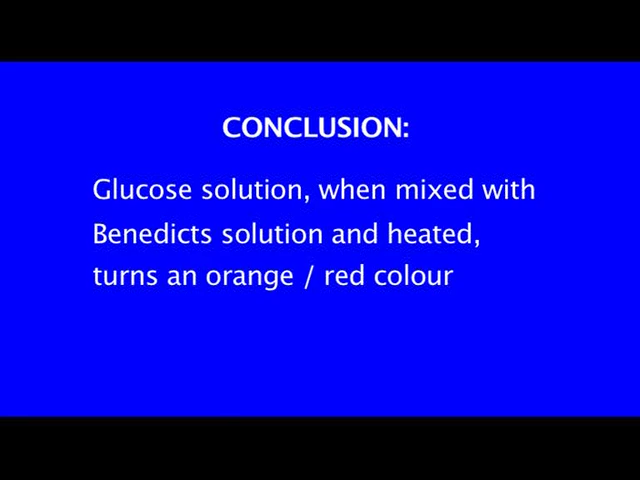 CONCLUSION:
Glucose solution, when mixed with
Benedicts solution and heated,
turns an orange / red colour